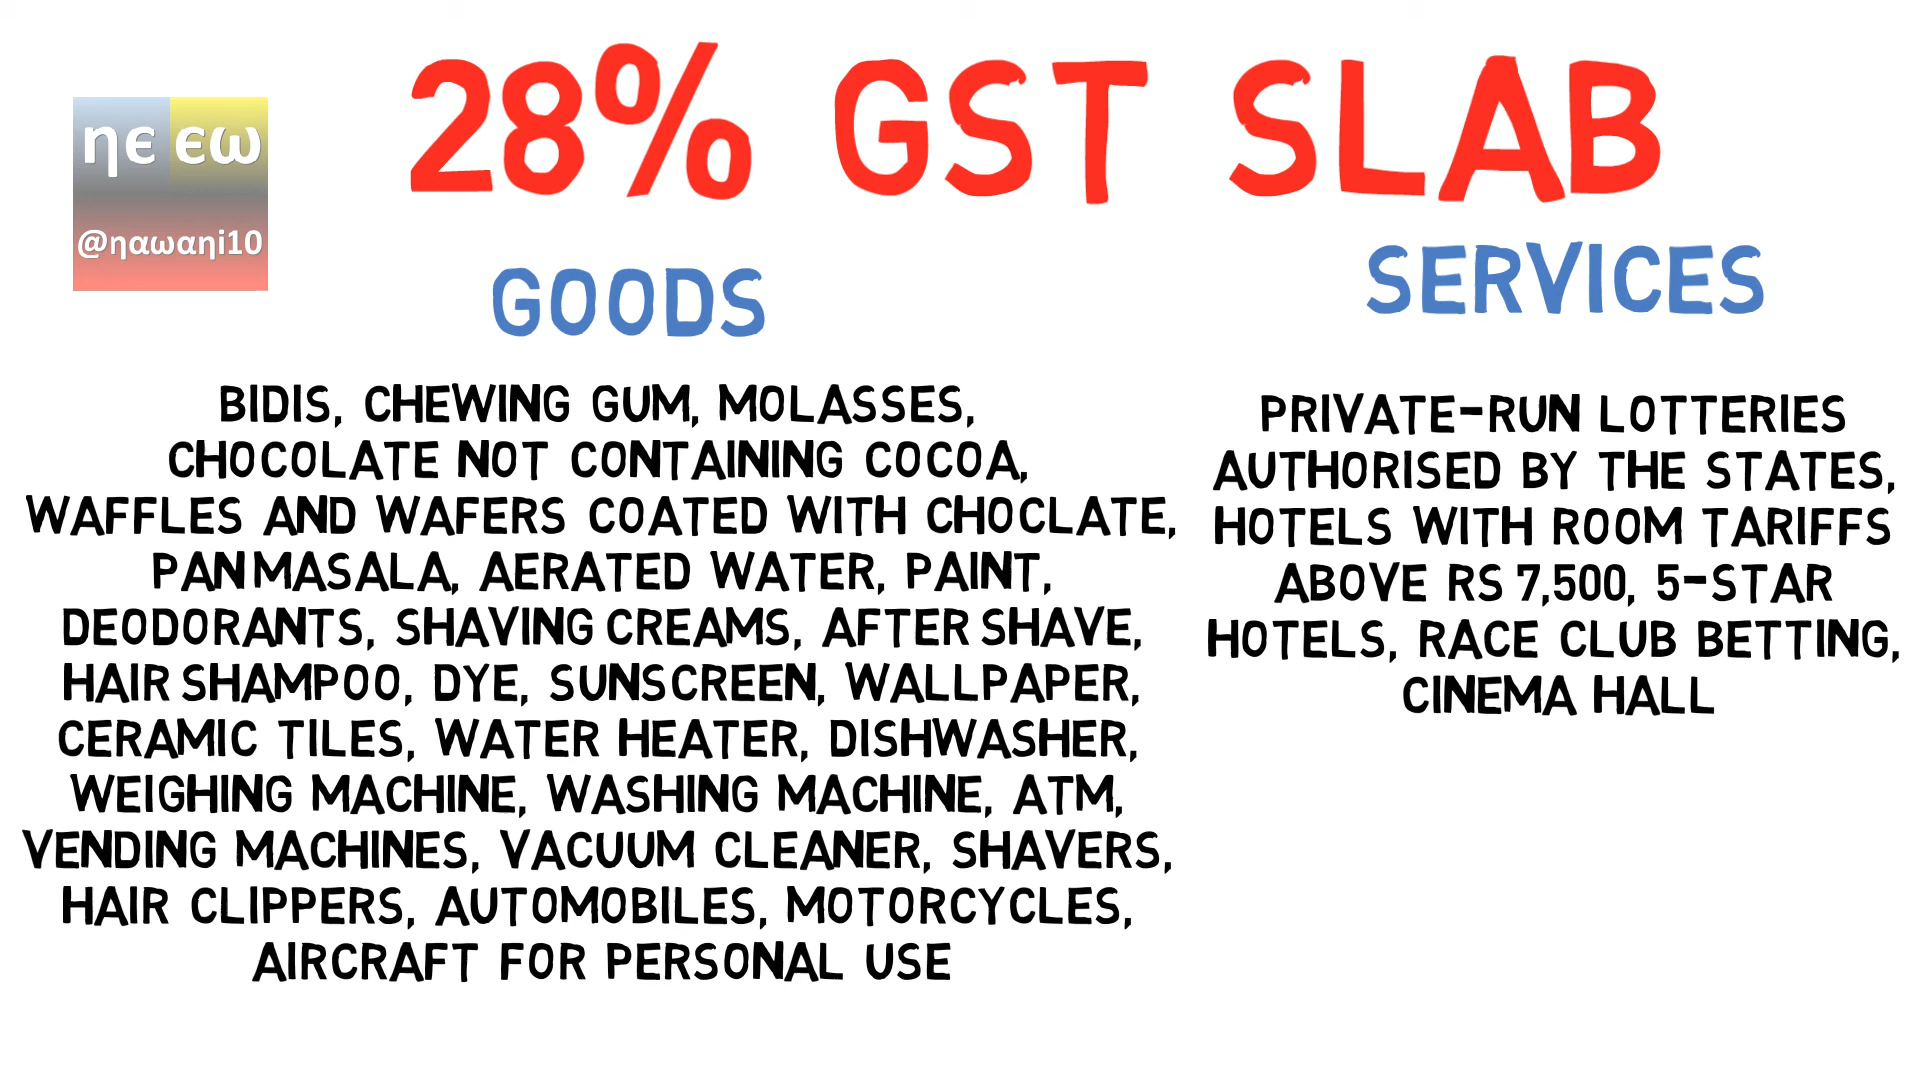 28% GST SLAB
ηε εω
@ηαωαηi10
GOODS
BIDIS, CHEWING GUM, MOLASSES,
CHOCOLATE NOT CONTAINING COCOA,
WAFFLES AND WAFERS COATED WITH CHOCLATE,
PAN MASALA, AERATED WATER, PAINT,
DEODORANTS, SHAVING CREAMS, AFTER SHAVE,
HAIR SHAMPOO, DYE, SUNSCREEN, WALLPAPER,
CERAMIC TILES, WATER HEATER, DISHWASHER,
WEIGHING MACHINE, WASHING MACHINE, ATM,
VENDING MACHINES, VACUUM CLEANER, SHAVERS,
HAIR CLIPPERS, AUTOMOBILES, MOTORCYCLES,
AIRCRAFT FOR PERSONAL USE
SERVICES
PRIVATE-RUN LOTTERIES
AUTHORISED BY THE STATES,
HOTELS WITH ROOM TARIFFS
ABOVE RS 7,500, 5-STAR
HOTELS, RACE CLUB BETTING,
CINEMA HALL